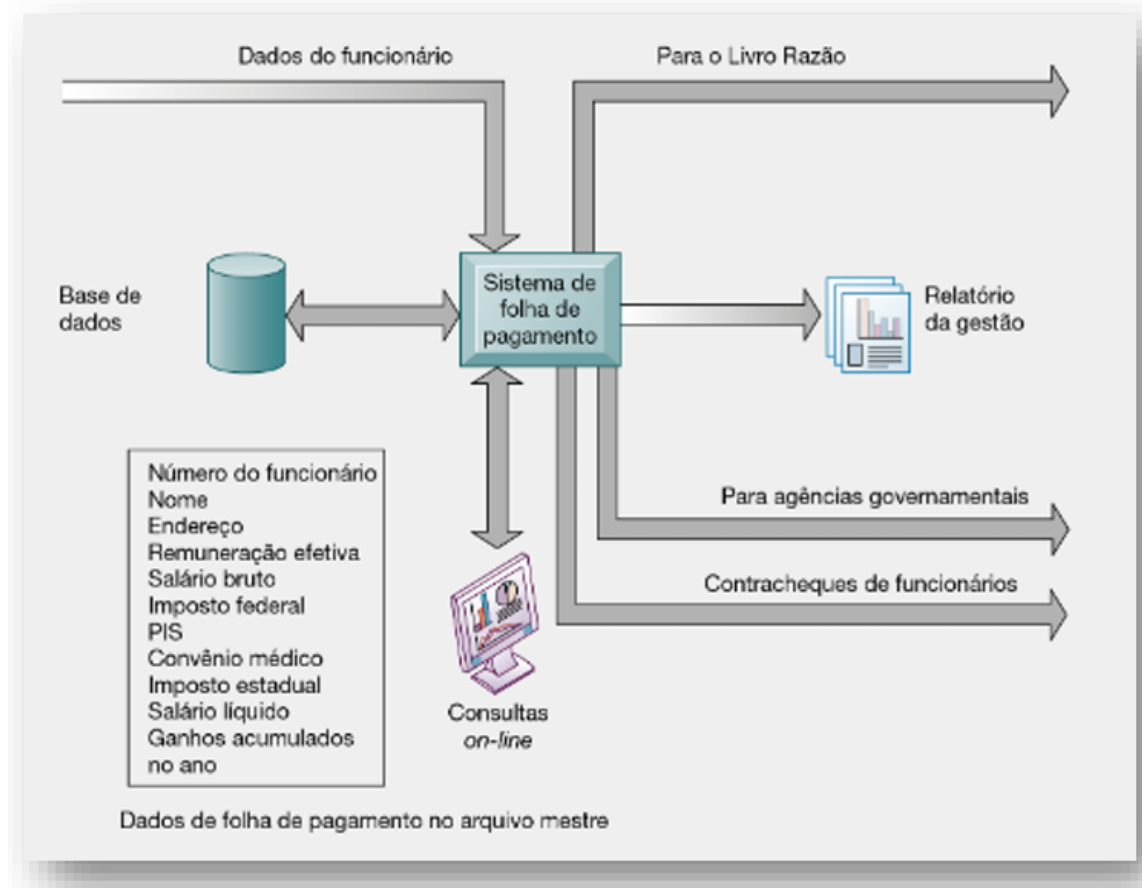 Dados do funcionário
Para o Livro Razão
Base de
dados
Sistema de
folha de
pagamento
Relatório
da gestão
Número do funcionário
Nome
Endereço
Remuneração efetiva
Salário bruto
Imposto federal
PIS
Convênio médico
Imposto estadual
Salário líquido
Ganhos acumulados
no ano
Para agências governamentais
Contracheques de funcionários
Consultas
on-line
Dados de folha de pagamento no arquivo mestre